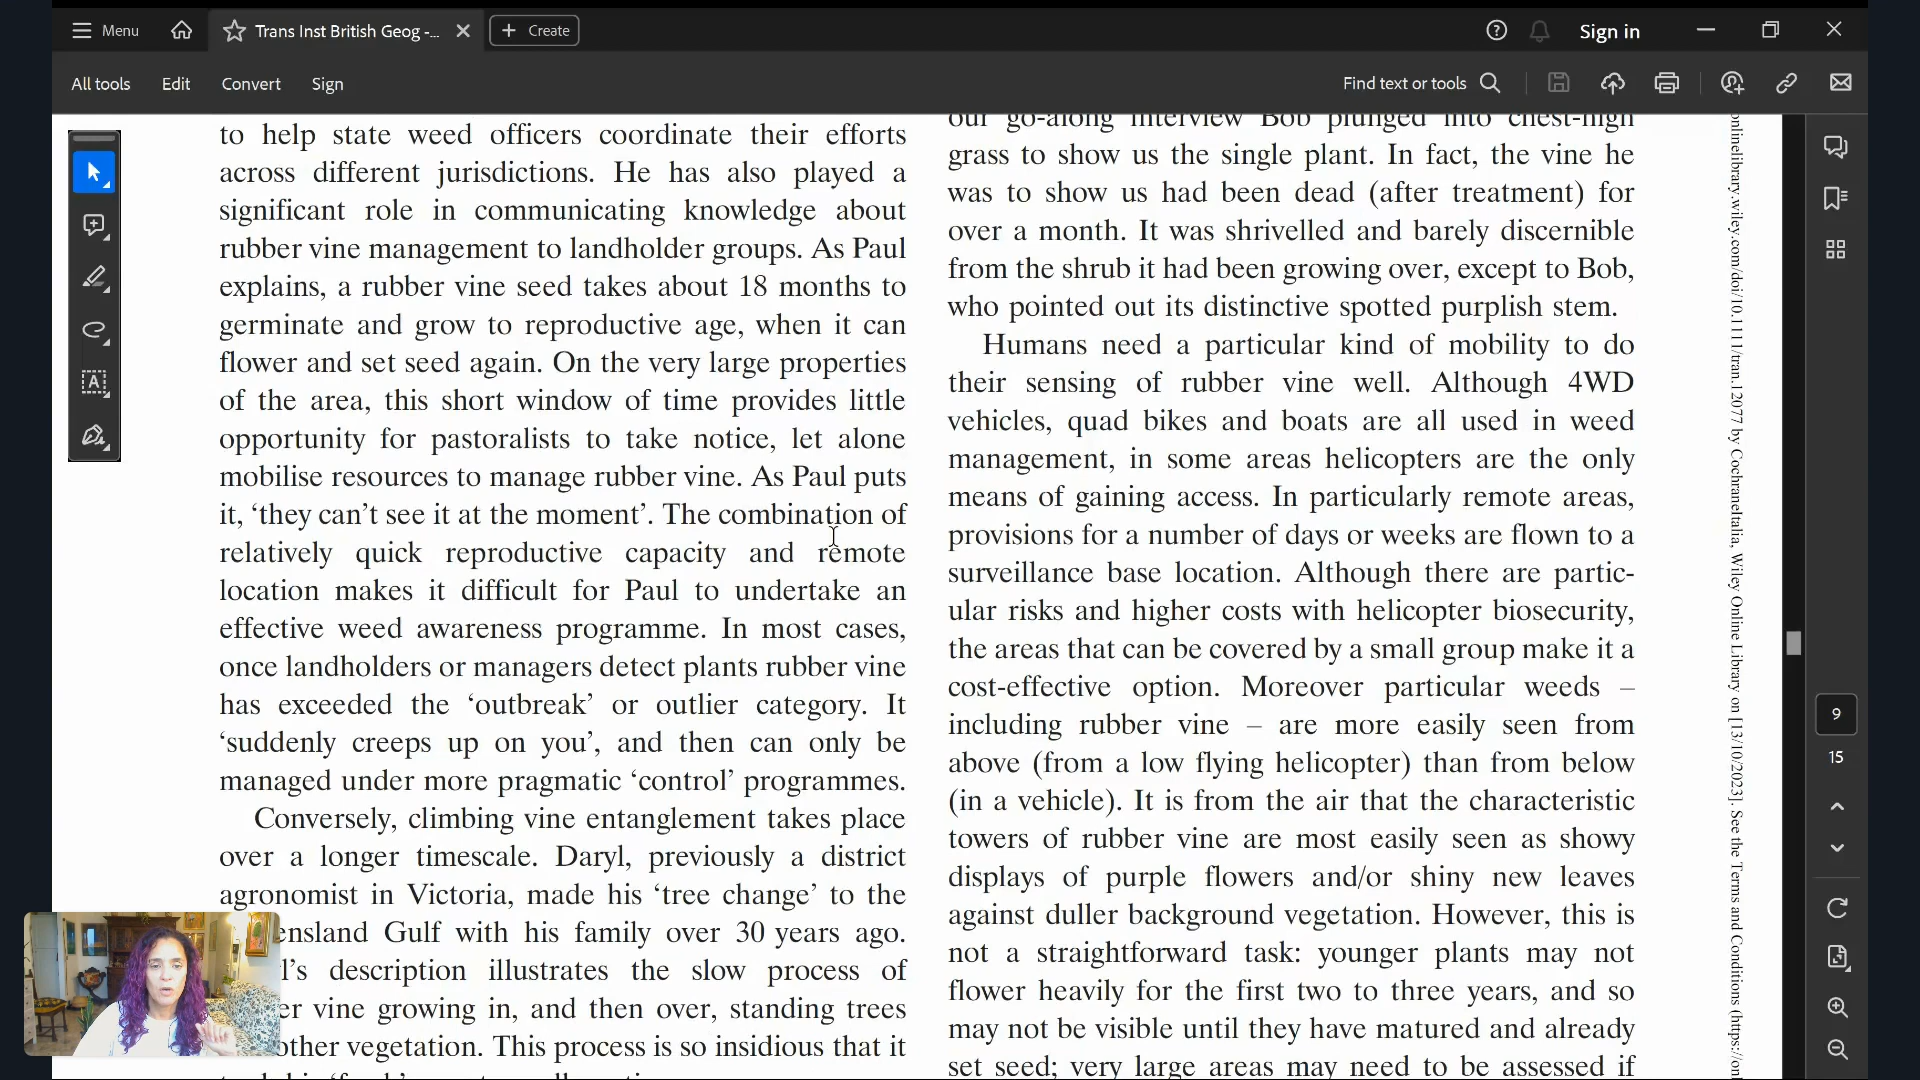 Menu
Trans Inst British Geog -...
Create
Sign in
All tools
Edit
Convert
Sign
Find text or tools
to help state weed officers coordinate their efforts
across different jurisdictions. He has also played a
significant role in communicating knowledge about
rubber vine management to landholder groups. As Paul
explains, a rubber vine seed takes about 18 months to
germinate and grow to reproductive age, when it can
flower and set seed again. On the very large properties
of the area, this short window of time provides little
opportunity for pastoralists to take notice, let alone
mobilise resources to manage rubber vine. As Paul puts
it, ‘they can’t see it at the moment’. The combination of
relatively quick reproductive capacity and remote
location makes it difficult for Paul to undertake an
effective weed awareness programme. In most cases,
once landholders or managers detect plants rubber vine
has exceeded the ‘outbreak’ or outlier category. It
‘suddenly creeps up on you’, and then can only be
managed under more pragmatic ‘control’ programmes.
Conversely, climbing vine entanglement takes place
over a longer timescale. Daryl, previously a district
agronomist in Victoria, made his ‘tree change’ to the
ensland Gulf with his family over 30 years ago.
l’s description illustrates the slow process of
er vine growing in, and then over, standing trees
other vegetation. This process is so insidious that it
our go-along interview Bob plunged into chest-high
grass to show us the single plant. In fact, the vine he
was to show us had been dead (after treatment) for
over a month. It was shrivelled and barely discernible
from the shrub it had been growing over, except to Bob,
who pointed out its distinctive spotted purplish stem.
Humans need a particular kind of mobility to do
their sensing of rubber vine well. Although 4WD
vehicles, quad bikes and boats are all used in weed
management, in some areas helicopters are the only
means of gaining access. In particularly remote areas,
provisions for a number of days or weeks are flown to a
surveillance base location. Although there are partic-
ular risks and higher costs with helicopter biosecurity,
the areas that can be covered by a small group make it a
cost-effective option. Moreover particular weeds –
including rubber vine – are more easily seen from
above (from a low flying helicopter) than from below
(in a vehicle). It is from the air that the characteristic
towers of rubber vine are most easily seen as showy
displays of purple flowers and/or shiny new leaves
against duller background vegetation. However, this is
not a straightforward task: younger plants may not
flower heavily for the first two to three years, and so
may not be visible until they have matured and already
set seed; very large areas may need to be assessed if
onlinelibrary.wiley.com/doi/10.1111/tran.12077 by CochraneItalia, Wiley Online Library on [13/10/2023]. See the Terms and Conditions (https://onl
9
15